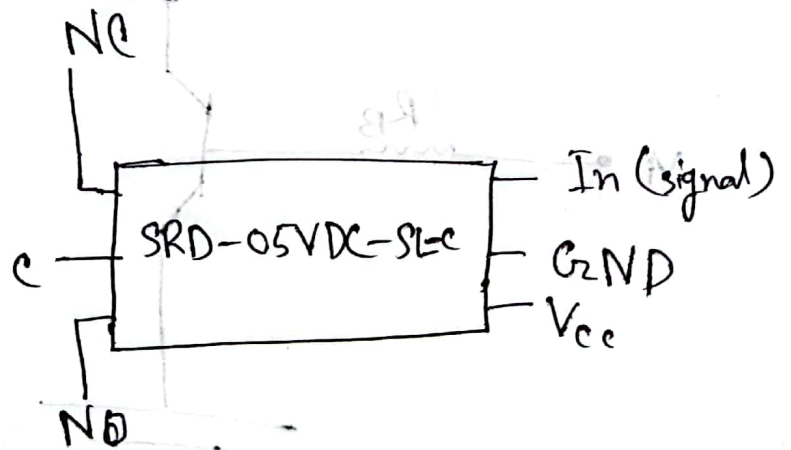 NC
In (signal)
SRD-05VDC-SL-C
C
GND
Vcc
NO